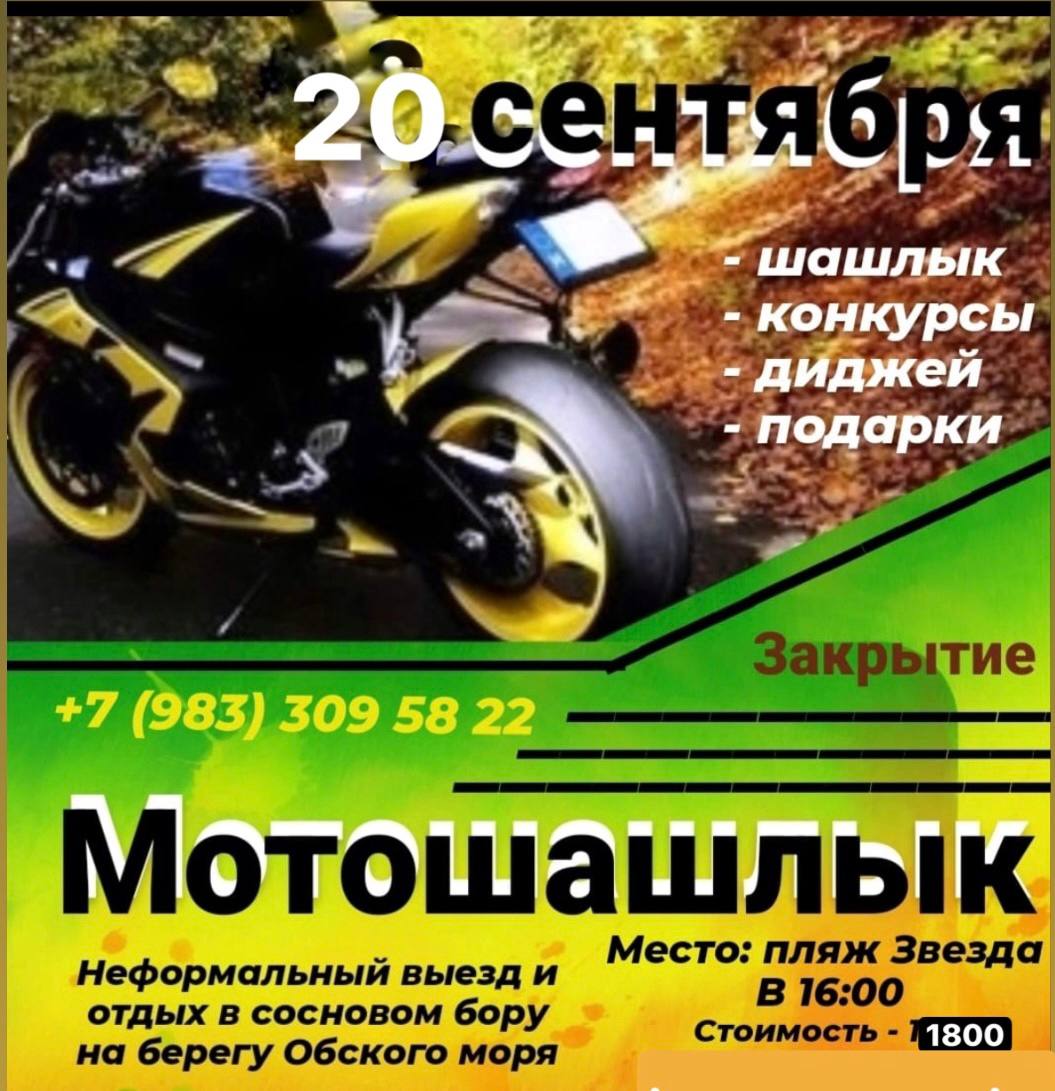 20 сентября
- шашлык
- конкурсы
- диджей
- подарки
Закрытие
+7 (983) 309 58 22
Мотошашлык
Неформальный выезд и
отдых в сосновом бору
на берегу Обского моря
Место: пляж Звезда
В 16:00
Стоимость - 1800